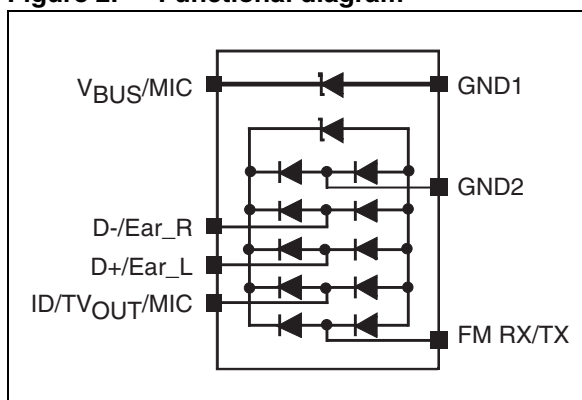 Figure 2. Functional diagram
VBUS/MIC
GND1
GND2
D-/Ear_R
D+/Ear_L
ID/TVOUT/MIC
FM RX/TX